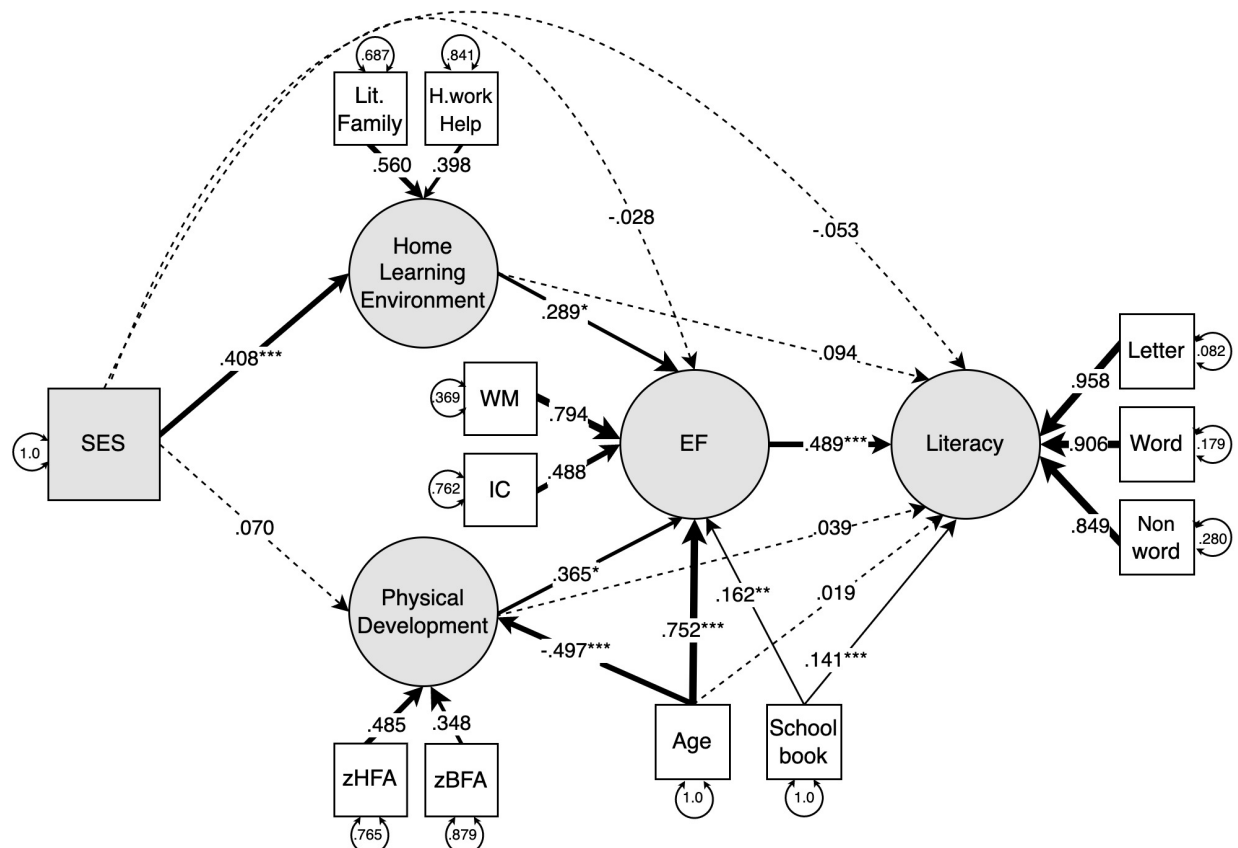 .687
.841
Lit.
Family
H.work
Help
.560
.398
-.028
-.053
Home
Learning
Environment
.289*
.408***
.094
Letter
.082
.958
.369
WM
.794
SES
1.0
EF
.489***
Literacy
.906
Word
.179
.762
IC
.488
.849
Non
word
.280
.070
.039
.365*
.162**
.019
Physical
Development
.752***
-.497***
.141***
.485
.348
zHFA
zBFA
Age
School
book
.765
.879
1.0
1.0